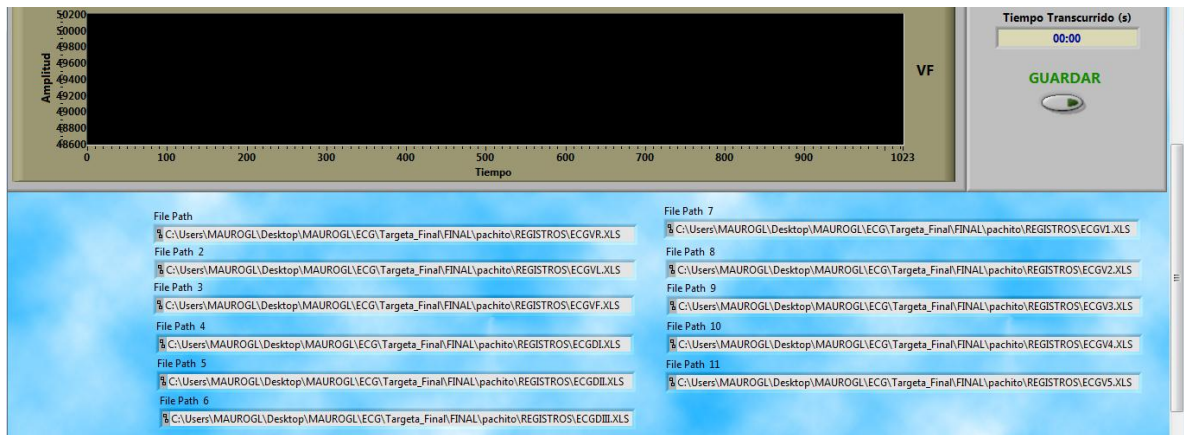 50200
50000
49800
49600
49400
49200
49000
48800
48600
Amplitud
0 100 200 300 400 500 600 700 800 900 1023
Tiempo
VF
Tiempo Transcurrido (s)
00:00
GUARDAR
File Path
C:\Users\MAUROGL\Desktop\MAUROGL\ECG\Targeta_Final\FINAL\pachito\REGISTROS\ECGVR.XLS
File Path 2
C:\Users\MAUROGL\Desktop\MAUROGL\ECG\Targeta_Final\FINAL\pachito\REGISTROS\ECGVL.XLS
File Path 3
C:\Users\MAUROGL\Desktop\MAUROGL\ECG\Targeta_Final\FINAL\pachito\REGISTROS\ECGVF.XLS
File Path 4
C:\Users\MAUROGL\Desktop\MAUROGL\ECG\Targeta_Final\FINAL\pachito\REGISTROS\ECGDI.XLS
File Path 5
C:\Users\MAUROGL\Desktop\MAUROGL\ECG\Targeta_Final\FINAL\pachito\REGISTROS\ECGDII.XLS
File Path 6
C:\Users\MAUROGL\Desktop\MAUROGL\ECG\Targeta_Final\FINAL\pachito\REGISTROS\ECGDIII.XLS
File Path 7
C:\Users\MAUROGL\Desktop\MAUROGL\ECG\Targeta_Final\FINAL\pachito\REGISTROS\ECGV1.XLS
File Path 8
C:\Users\MAUROGL\Desktop\MAUROGL\ECG\Targeta_Final\FINAL\pachito\REGISTROS\ECGV2.XLS
File Path 9
C:\Users\MAUROGL\Desktop\MAUROGL\ECG\Targeta_Final\FINAL\pachito\REGISTROS\ECGV3.XLS
File Path 10
C:\Users\MAUROGL\Desktop\MAUROGL\ECG\Targeta_Final\FINAL\pachito\REGISTROS\ECGV4.XLS
File Path 11
C:\Users\MAUROGL\Desktop\MAUROGL\ECG\Targeta_Final\FINAL\pachito\REGISTROS\ECGV5.XLS